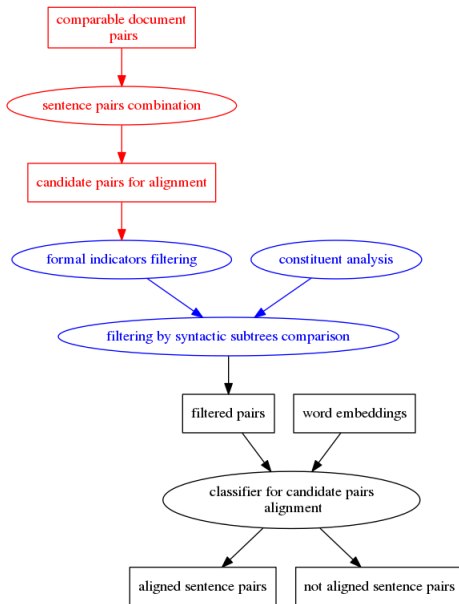 comparable document
pairs
sentence pairs combination
candidate pairs for alignment
formal indicators filtering
constituent analysis
filtering by syntactic subtrees comparison
filtered pairs
word embeddings
classifier for candidate pairs
alignment
aligned sentence pairs
not aligned sentence pairs